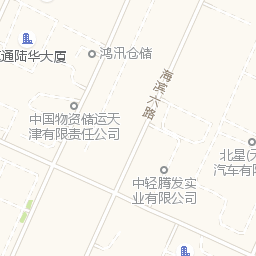 通陆华大厦
鸿汛仓储
海滨六路
中国物资储运天
津有限责任公司
北星(天
汽车有限
中轻腾发实
业有限公司